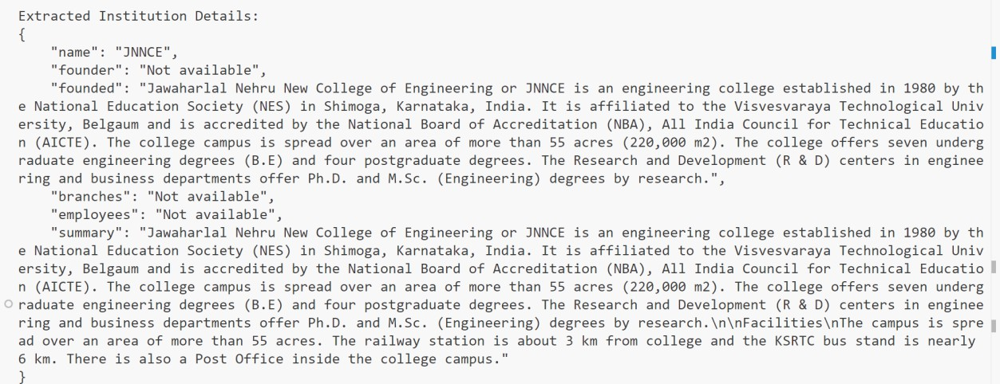 Extracted Institution Details:
{
    "name": "JNNCE",
    "founder": "Not available",
    "founded": "Jawaharlal Nehru New College of Engineering or JNNCE is an engineering college established in 1980 by th
e National Education Society (NES) in Shimoga, Karnataka, India. It is affiliated to the Visvesvaraya Technological Univ
ersity, Belgaum and is accredited by the National Board of Accreditation (NBA), All India Council for Technical Educatio
n (AICTE). The college campus is spread over an area of more than 55 acres (220,000 m2). The college offers seven underg
raduate engineering degrees (B.E) and four postgraduate degrees. The Research and Development (R & D) centers in enginee
ring and business departments offer Ph.D. and M.Sc. (Engineering) degrees by research.",
    "branches": "Not available",
    "employees": "Not available",
    "summary": "Jawaharlal Nehru New College of Engineering or JNNCE is an engineering college established in 1980 by th
e National Education Society (NES) in Shimoga, Karnataka, India. It is affiliated to the Visvesvaraya Technological Univ
ersity, Belgaum and is accredited by the National Board of Accreditation (NBA), All India Council for Technical Educatio
n (AICTE). The college campus is spread over an area of more than 55 acres (220,000 m2). The college offers seven underg
raduate engineering degrees (B.E) and four postgraduate degrees. The Research and Development (R & D) centers in enginee
ring and business departments offer Ph.D. and M.Sc. (Engineering) degrees by research.\n\nFacilities\nThe campus is spre
ad over an area of more than 55 acres. The railway station is about 3 km from college and the KSRTC bus stand is nearly
6 km. There is also a Post Office inside the college campus."
}